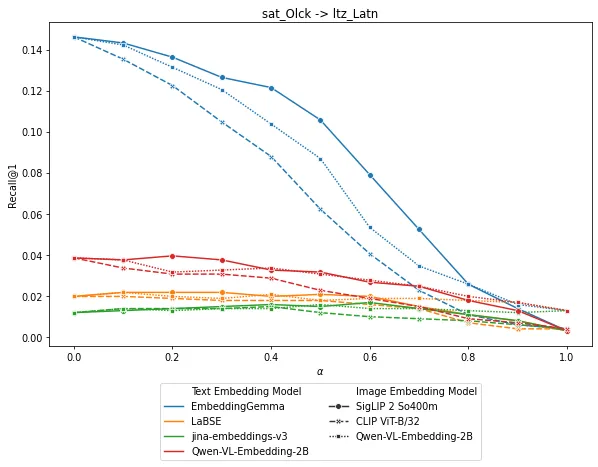 sat_Olck -> ltz_Latn
Recall@1
0.14
0.12
0.10
0.08
0.06
0.04
0.02
0.00
0.0 0.2 0.4 0.6 0.8 1.0
α
Text Embedding Model Image Embedding Model
EmbeddingGemma SigLIP 2 So400m
LaBSE CLIP ViT-B/32
jina-embeddings-v3 Qwen-VL-Embedding-2B
Qwen-VL-Embedding-2B